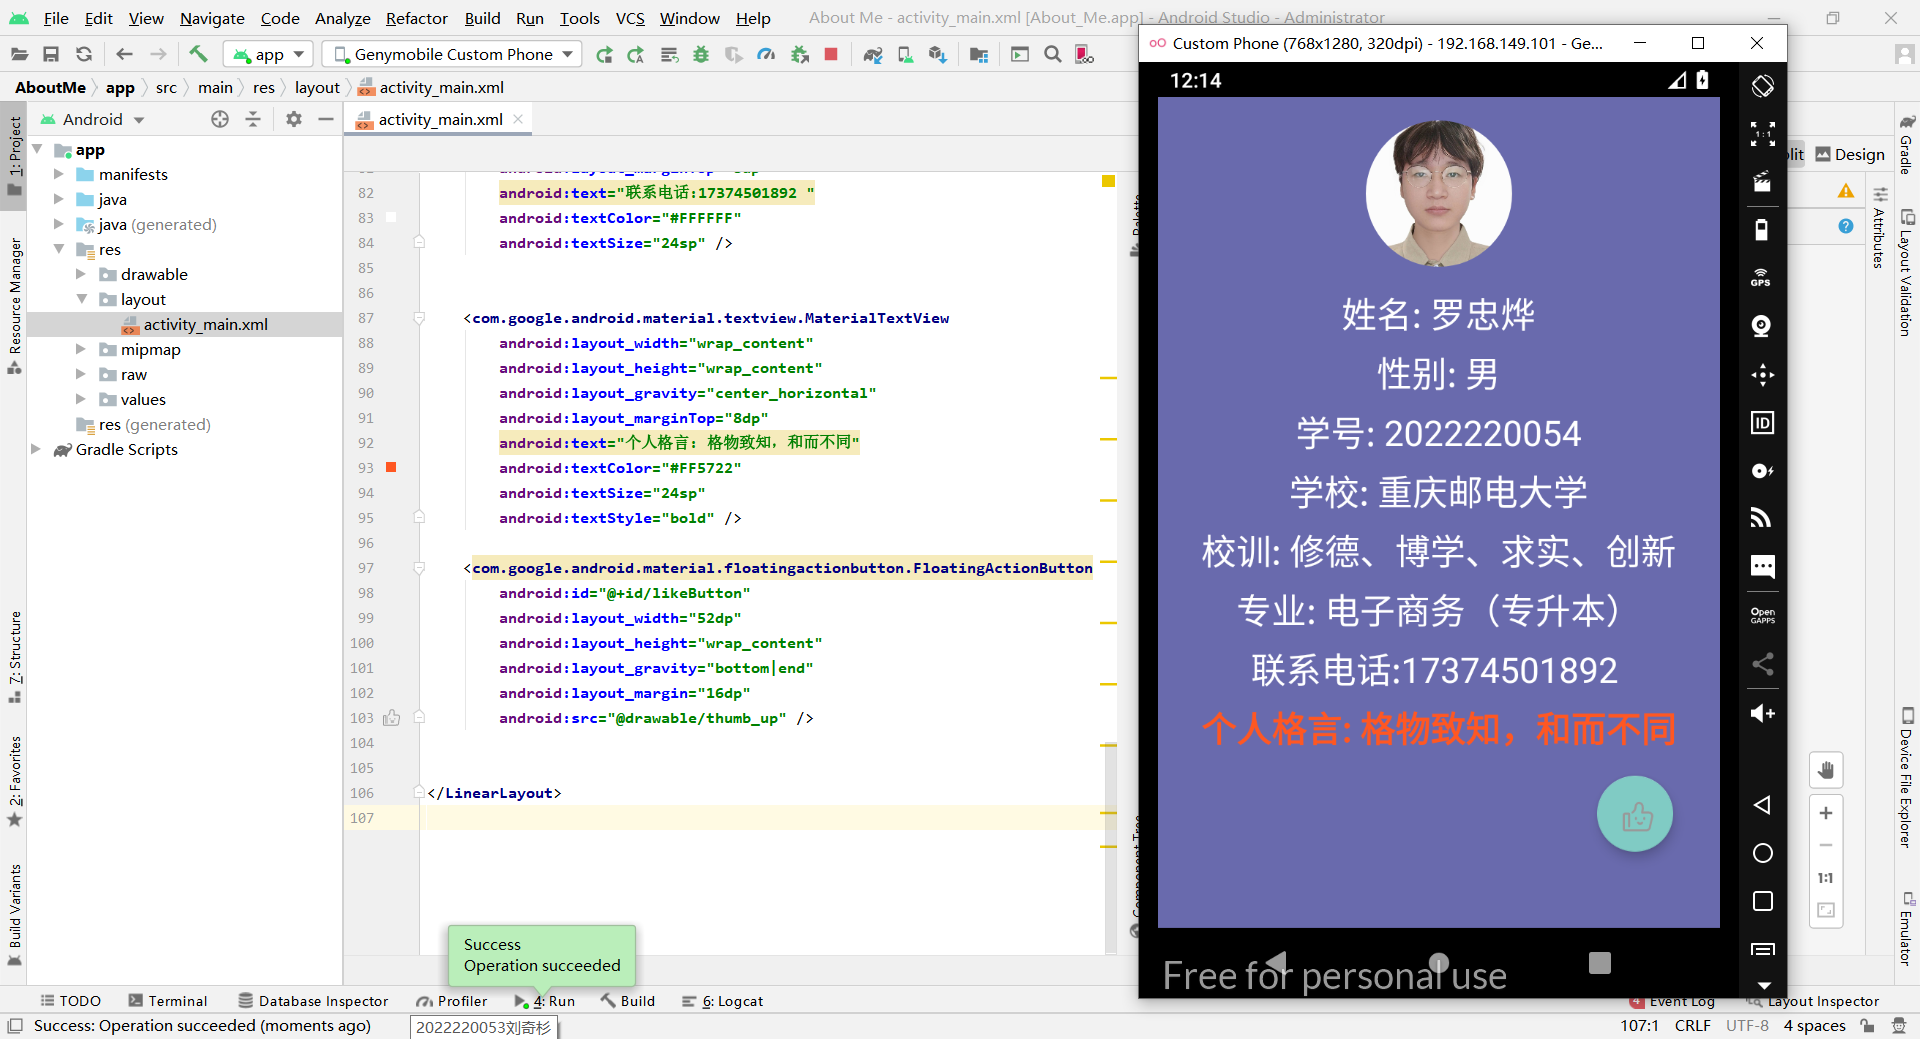 File Edit View Navigate Code Analyze Refactor Build Run Tools VCS Window Help
About Me - activity_main.xml [About_Me.app] - Android Studio - Administrator
app
Genymobile Custom Phone
AboutMe app src main res layout activity_main.xml
Android
activity_main.xml
1: Project
Resource Manager
7: Structure
2: Favorites
Build Variants
app
manifests
java
java (generated)
res
drawable
layout
activity_main.xml
mipmap
raw
values
res (generated)
Gradle Scripts
82 android:text="联系电话:17374501892 "
83 android:textColor="#FFFFFF"
84 android:textSize="24sp" />
85
86
87 <com.google.android.material.textview.MaterialTextView
88 android:layout_width="wrap_content"
89 android:layout_height="wrap_content"
90 android:layout_gravity="center_horizontal"
91 android:layout_marginTop="8dp"
92 android:text="个人格言: 格物致知，和而不同"
93 android:textColor="#FF5722"
94 android:textSize="24sp"
95 android:textStyle="bold" />
96
97 <com.google.android.material.floatingactionbutton.FloatingActionButton
98 android:id="@+id/likeButton"
99 android:layout_width="52dp"
100 android:layout_height="wrap_content"
101 android:layout_gravity="bottom|end"
102 android:layout_margin="16dp"
103 android:src="@drawable/thumb_up" />
104
105
106 </LinearLayout>
107
Success
Operation succeeded
Custom Phone (768x1280, 320dpi) - 192.168.149.101 - Ge...
12:14
姓名: 罗忠烨
性别: 男
学号: 2022220054
学校: 重庆邮电大学
校训: 修德、博学、求实、创新
专业: 电子商务（专升本）
联系电话:17374501892
个人格言: 格物致知，和而不同
Free for personal use
1:1
GPS
ID
Open
GAPPS
Design
Attributes
1:1
Gradle
Layout Validation
Device File Explorer
Emulator
TODO Terminal Database Inspector Profiler 4: Run Build 6: Logcat
Event Log Layout Inspector
Success: Operation succeeded (moments ago)
2022220053刘奇杉
107:1 CRLF UTF-8 4 spaces